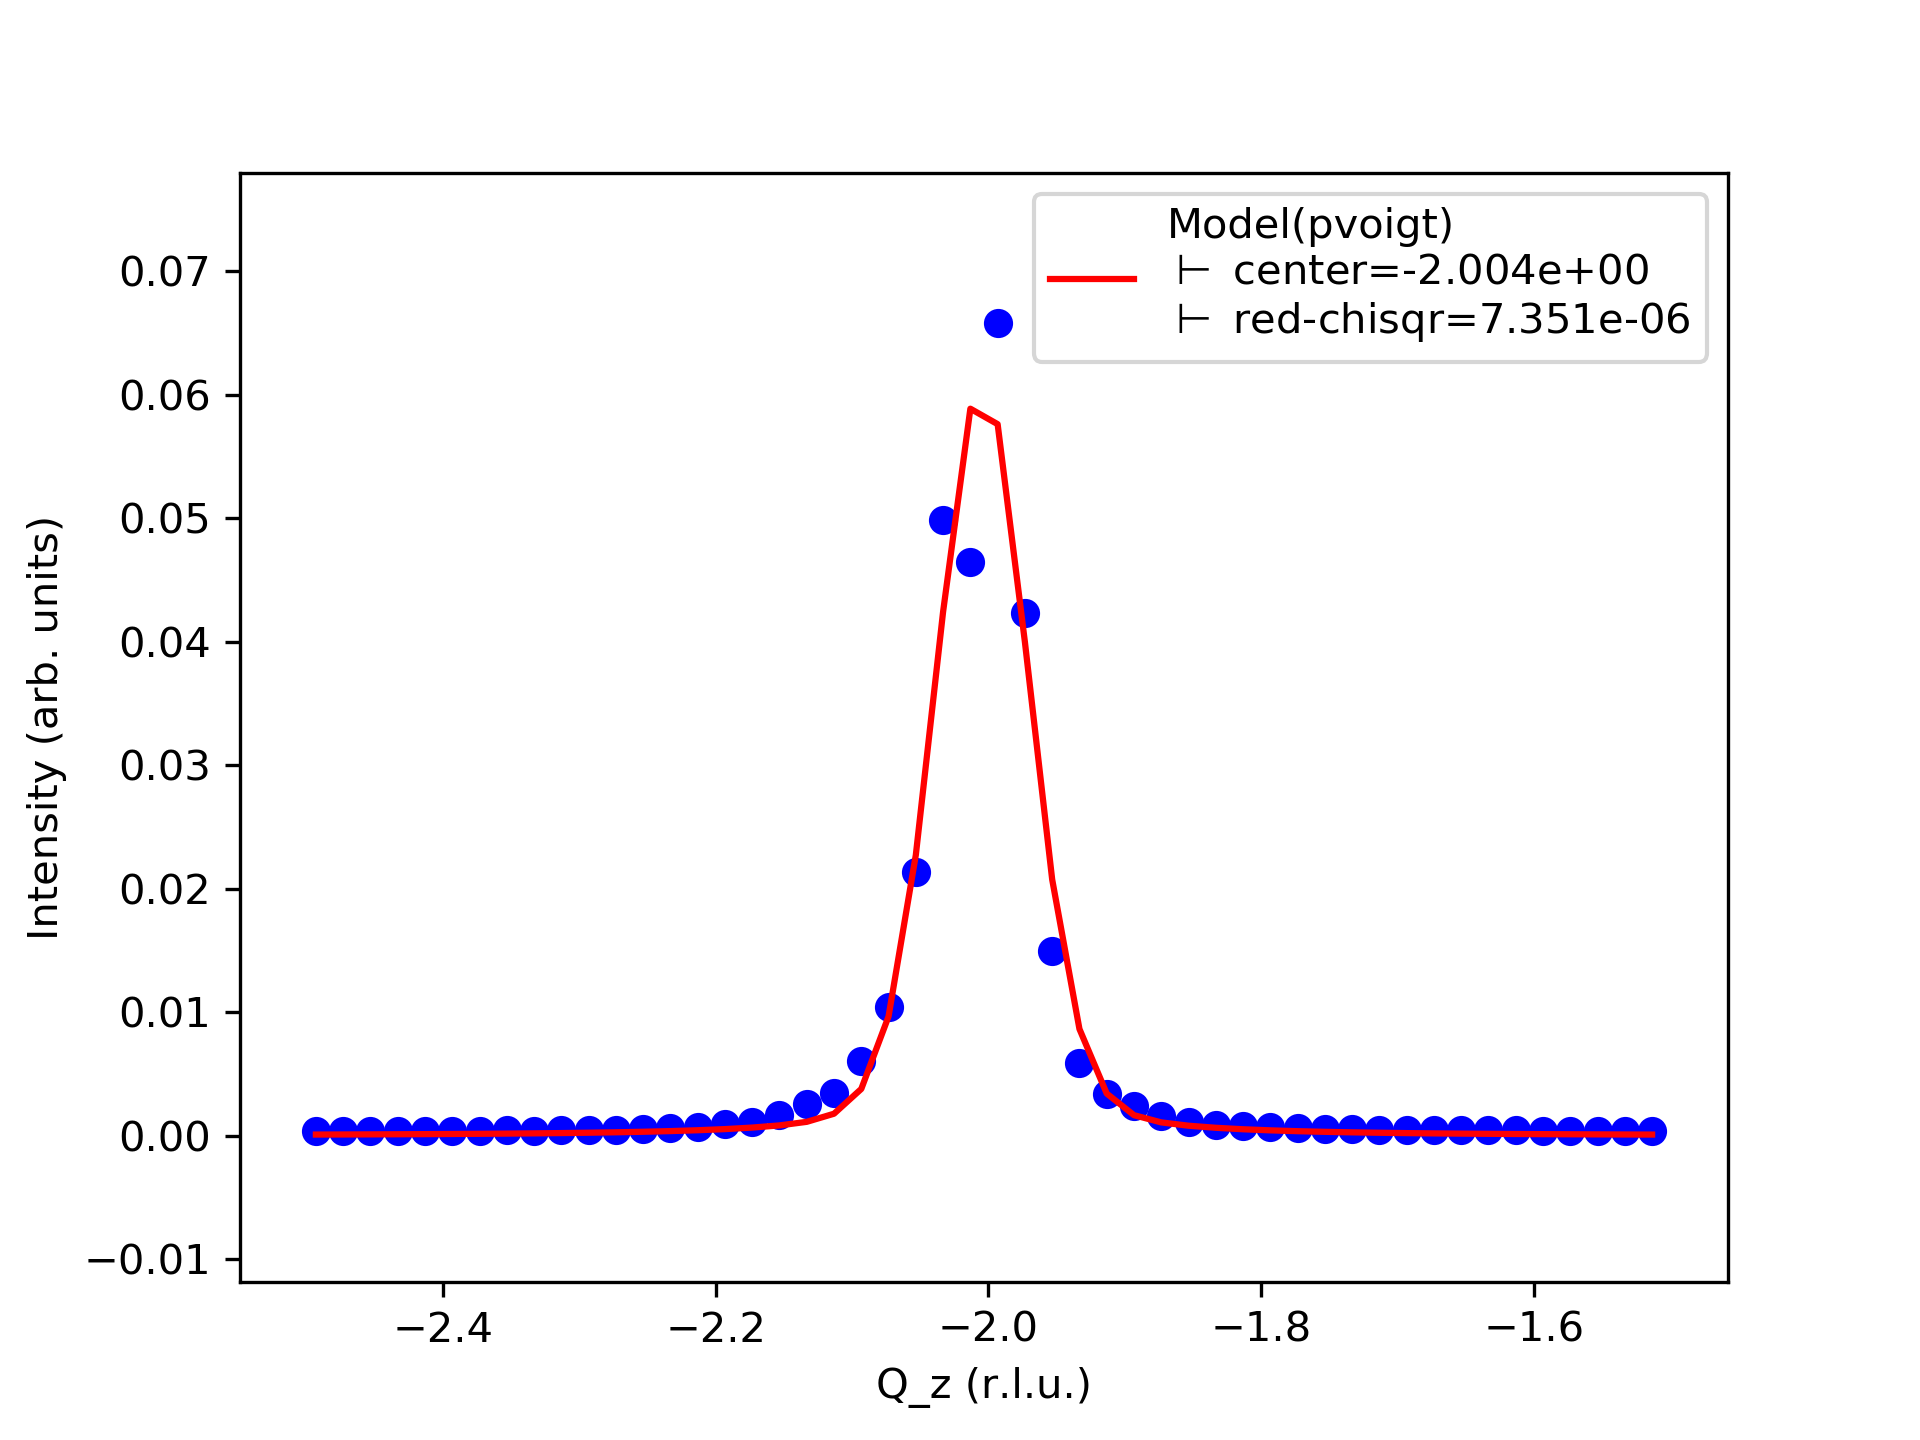 Model(pvoigt)
⊢ center=-2.004e+00
⊢ red-chisqr=7.351e-06
0.07
0.06
0.05
0.04
0.03
0.02
0.01
0.00
−0.01
Intensity (arb. units)
−2.4 −2.2 −2.0 −1.8 −1.6
Q_z (r.l.u.)